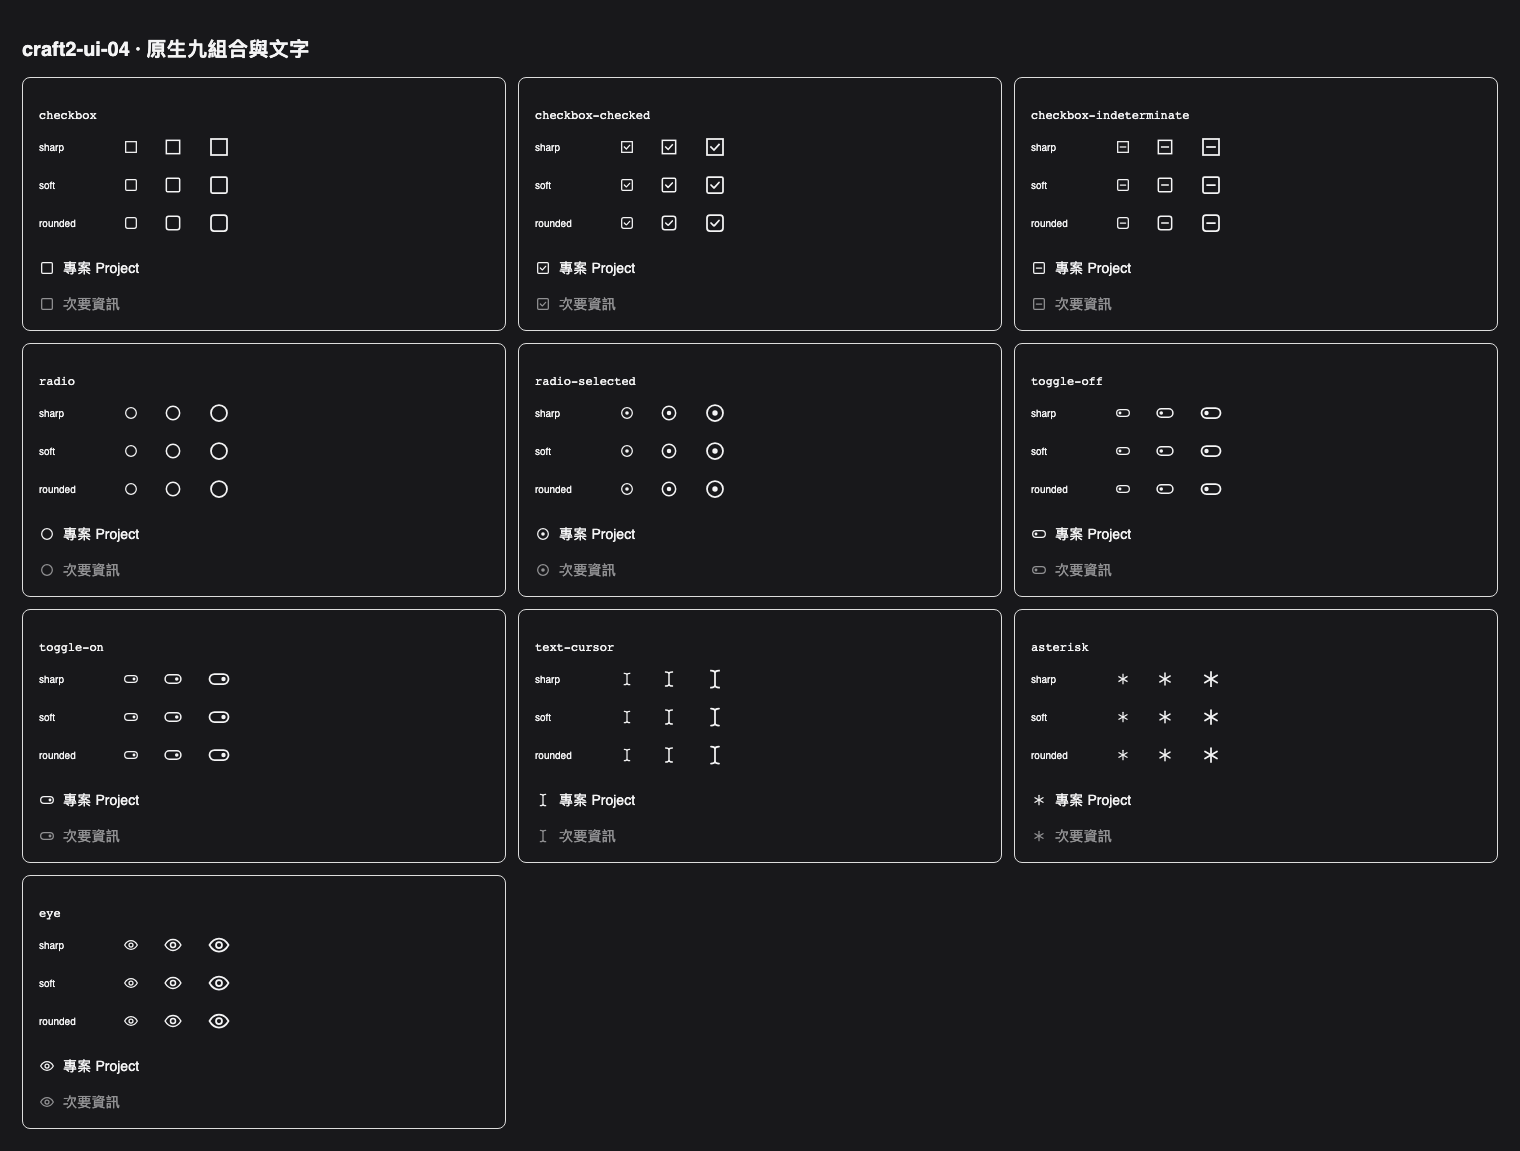 craft2-ui-04 · 原生九組合與文字
checkbox
sharp
soft
rounded
專案 Project
次要資訊
checkbox-checked
sharp
soft
rounded
專案 Project
次要資訊
checkbox-indeterminate
sharp
soft
rounded
專案 Project
次要資訊
radio
sharp
soft
rounded
專案 Project
次要資訊
radio-selected
sharp
soft
rounded
專案 Project
次要資訊
toggle-off
sharp
soft
rounded
專案 Project
次要資訊
toggle-on
sharp
soft
rounded
專案 Project
次要資訊
text-cursor
sharp
soft
rounded
專案 Project
次要資訊
asterisk
sharp
soft
rounded
專案 Project
次要資訊
eye
sharp
soft
rounded
專案 Project
次要資訊